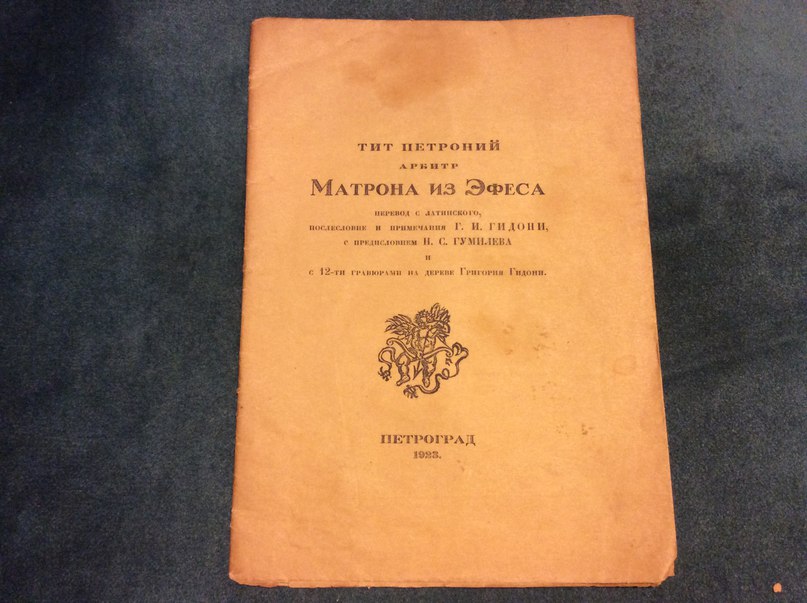 ТИТ ПЕТРОНИЙ
АРБИТР
МАТРОНА ИЗ ЭФЕСА
ПЕРЕВОД С ЛАТИНСКОГО,
ПОСЛЕСЛОВИЕ И ПРИМЕЧАНИЯ Г. И. ГИДОНИ,
С ПРЕДИСЛОВИЕМ Н. С. ГУМИЛЕВА
И
С 12-ТИ ГРАВЮРАМИ НА ДЕРЕВЕ ГРИГОРИЯ ГИДОНИ.
ПЕТРОГРАД
1923.